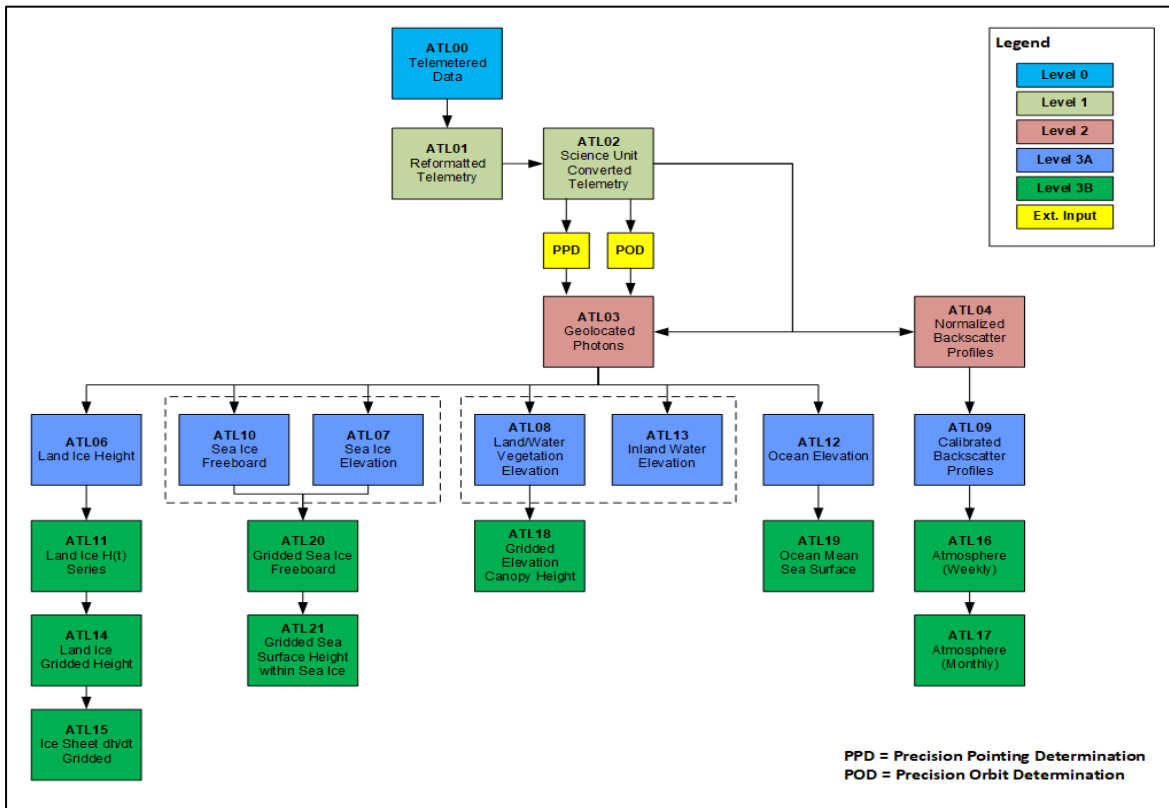 ATL00
Telemetered
Data
Legend
Level 0
Level 1
Level 2
Level 3A
Level 3B
Ext. Input
ATL01
Reformatted
Telemetry
ATL02
Science Unit
Converted
Telemetry
PPD
POD
ATL03
Geolocated
Photons
ATL04
Normalized
Backscatter
Profiles
ATL06
Land Ice Height
ATL10
Sea Ice
Freeboard
ATL07
Sea Ice
Elevation
ATL08
Land/Water
Vegetation
Elevation
ATL13
Inland Water
Elevation
ATL12
Ocean Elevation
ATL09
Calibrated
Backscatter
Profiles
ATL11
Land Ice H(t)
Series
ATL20
Gridded Sea Ice
Freeboard
ATL18
Gridded
Elevation
Canopy Height
ATL19
Ocean Mean
Sea Surface
ATL16
Atmosphere
(Weekly)
ATL14
Land Ice
Gridded Height
ATL21
Gridded Sea
Surface Height
within Sea Ice
ATL17
Atmosphere
(Monthly)
ATL15
Ice Sheet dh/dt
Gridded
PPD = Precision Pointing Determination
POD = Precision Orbit Determination